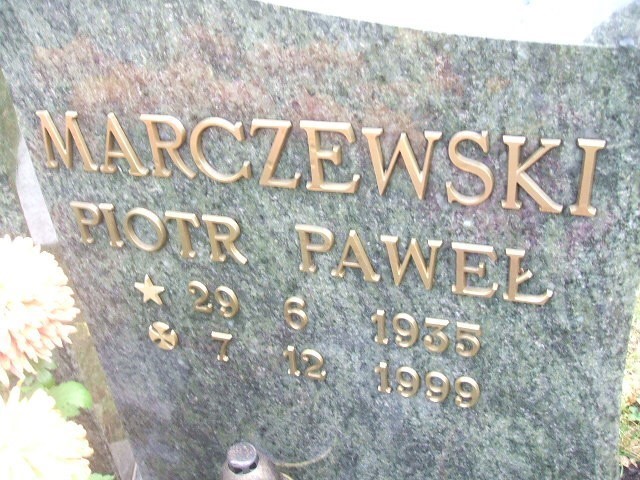 MARCZEWSKI
PIOTR PAWEŁ
29 6 1935
7 12 1999